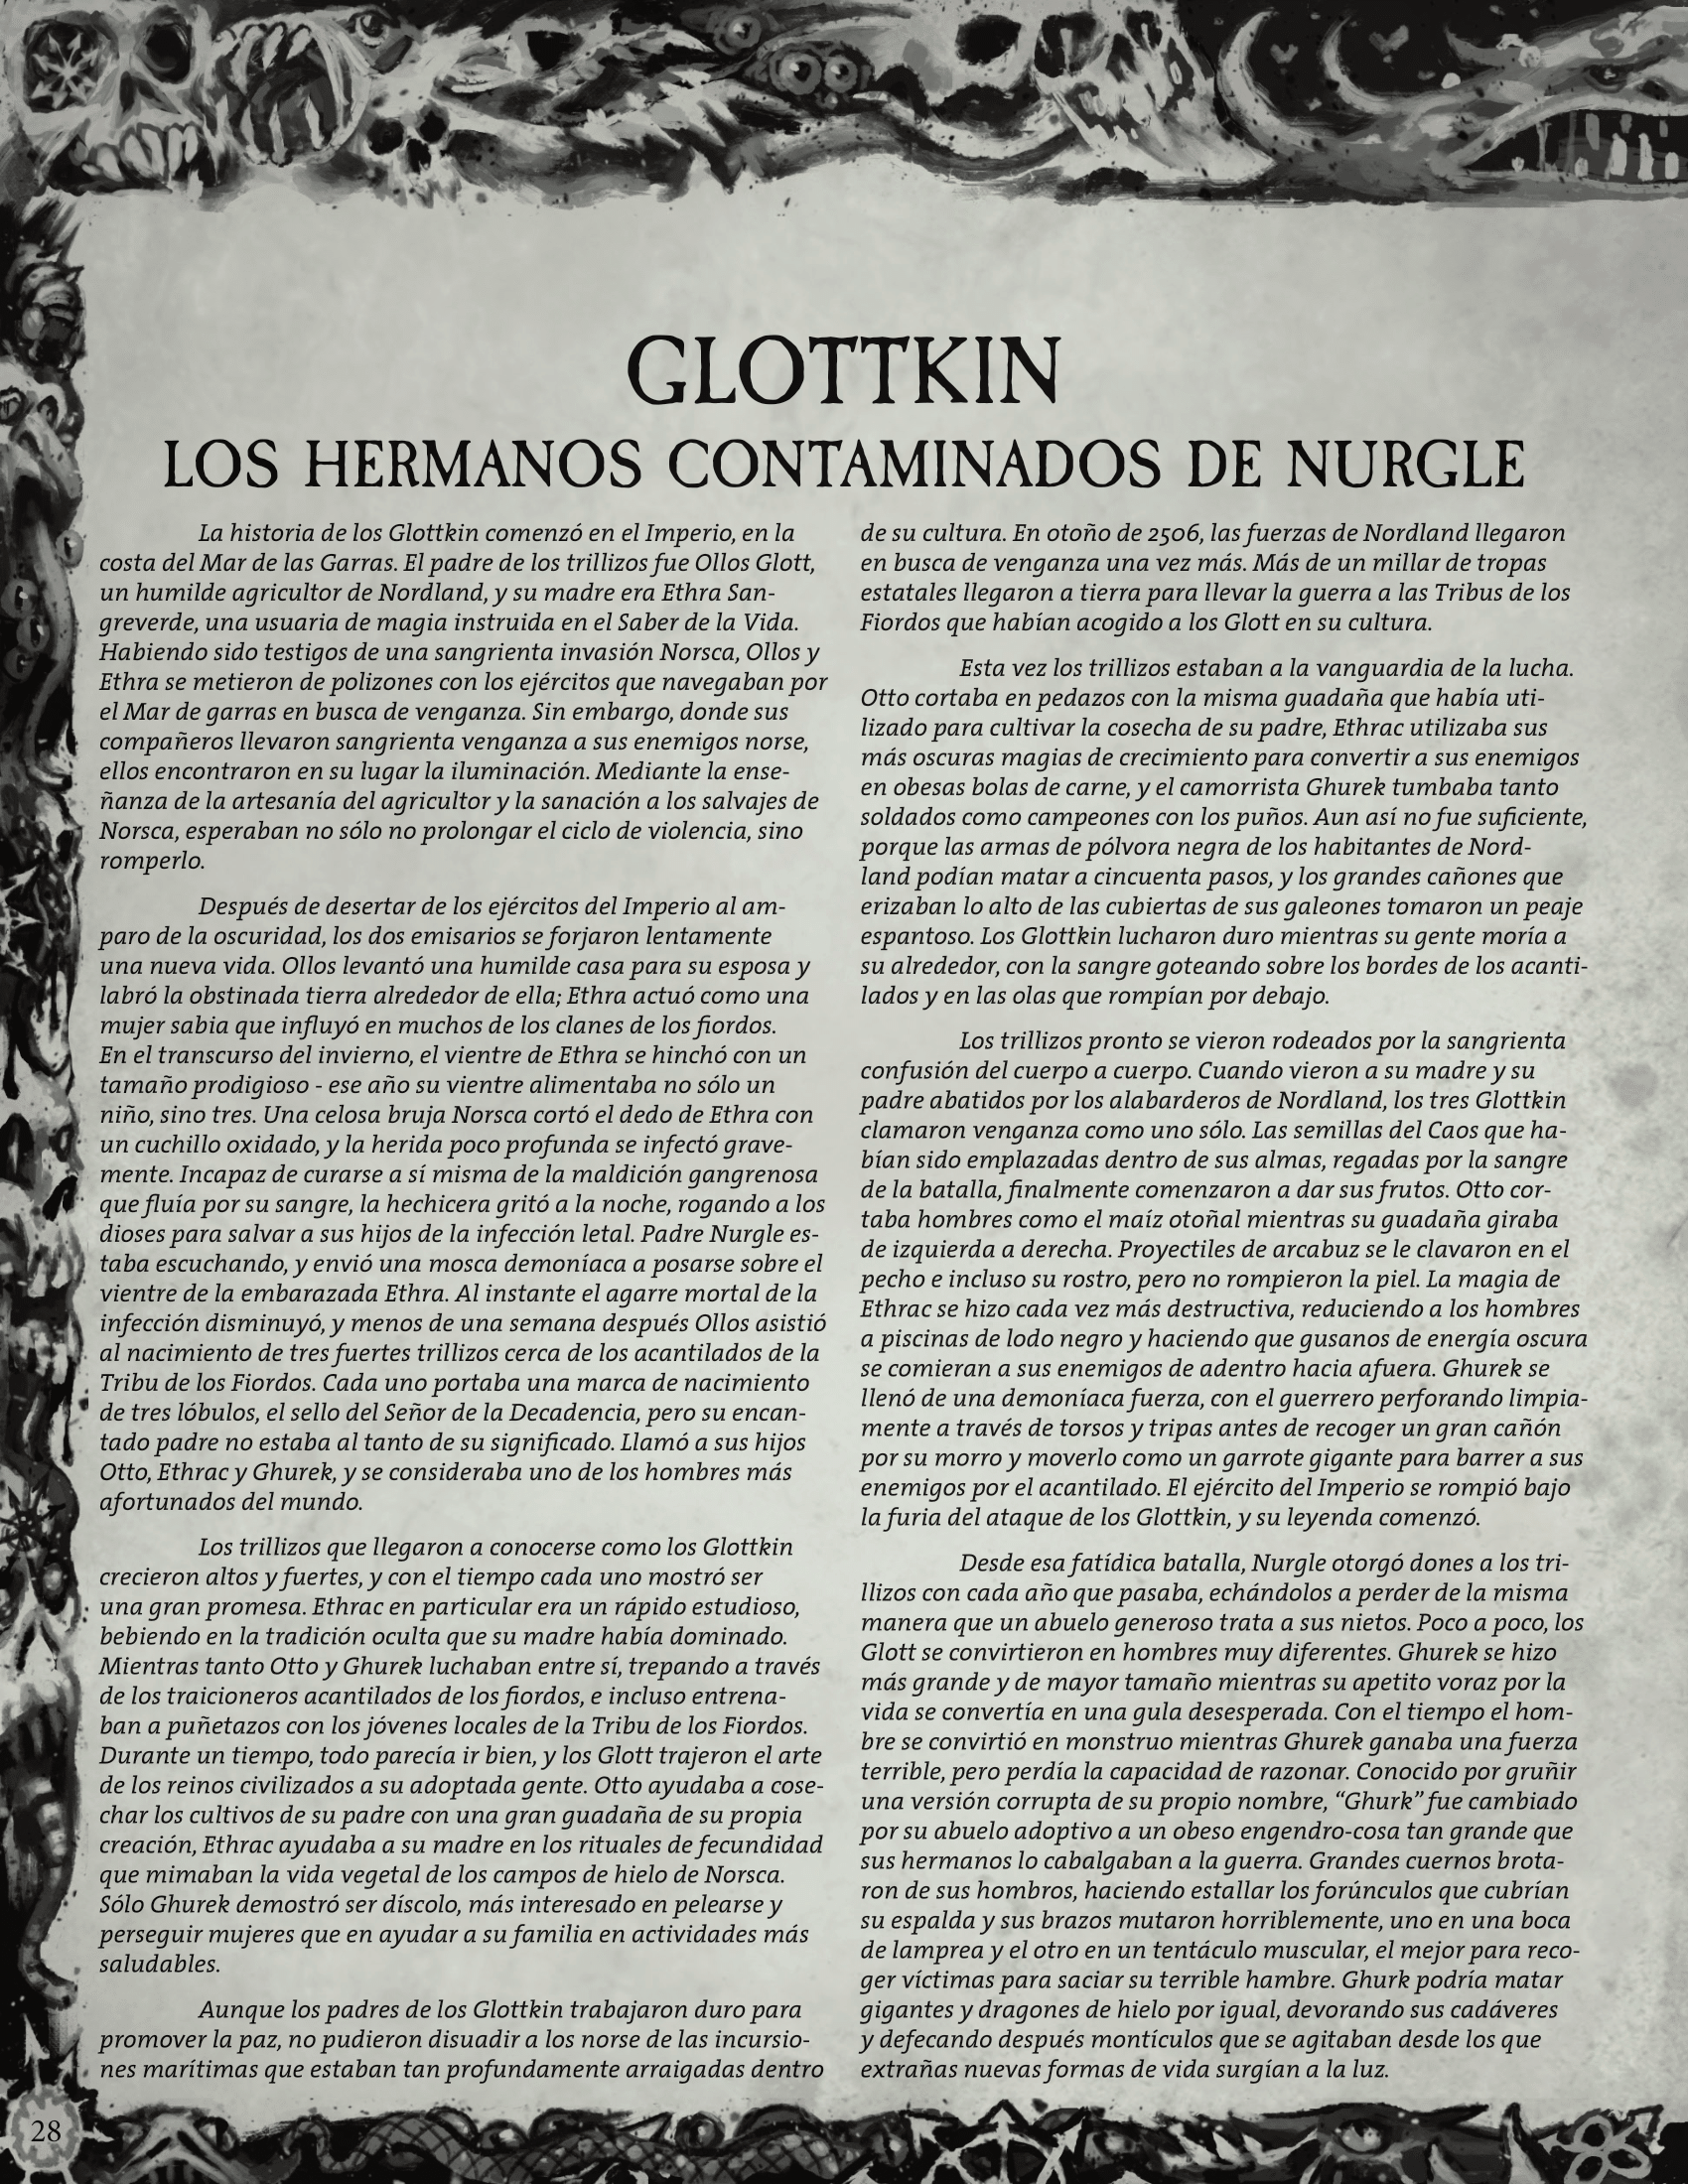 GLOTTKIN
LOS HERMANOS CONTAMINADOS DE NURGLE
La historia de los Glottkin comenzó en el Imperio, en la
costa del Mar de las Garras. El padre de los trillizos fue Ollos Glott,
un humilde agricultor de Nordland, y su madre era Ethra San-
greverde, una usuaria de magia instruida en el Saber de la Vida.
Habiendo sido testigos de una sangrienta invasión Norsca, Ollos y
Ethra se metieron de polizones con los ejércitos que navegaban por
el Mar de garras en busca de venganza. Sin embargo, donde sus
compañeros llevaron sangrienta venganza a sus enemigos norse,
ellos encontraron en su lugar la iluminación. Mediante la ense-
ñanza de la artesanía del agricultor y la sanación a los salvajes de
Norsca, esperaban no sólo no prolongar el ciclo de violencia, sino
romperlo.
Después de desertar de los ejércitos del Imperio al am-
paro de la oscuridad, los dos emisarios se forjaron lentamente
una nueva vida. Ollos levantó una humilde casa para su esposa y
labró la obstinada tierra alrededor de ella; Ethra actuó como una
mujer sabia que influyó en muchos de los clanes de los fiordos.
En el transcurso del invierno, el vientre de Ethra se hinchó con un
tamaño prodigioso - ese año su vientre alimentaba no sólo un
niño, sino tres. Una celosa bruja Norsca cortó el dedo de Ethra con
un cuchillo oxidado, y la herida poco profunda se infectó grave-
mente. Incapaz de curarse a sí misma de la maldición gangrenosa
que fluía por su sangre, la hechicera gritó a la noche, rogando a los
dioses para salvar a sus hijos de la infección letal. Padre Nurgle es-
taba escuchando, y envió una mosca demoníaca a posarse sobre el
vientre de la embarazada Ethra. Al instante el agarre mortal de la
infección disminuyó, y menos de una semana después Ollos asistió
al nacimiento de tres fuertes trillizos cerca de los acantilados de la
Tribu de los Fiordos. Cada uno portaba una marca de nacimiento
de tres lóbulos, el sello del Señor de la Decadencia, pero su encan-
tado padre no estaba al tanto de su significado. Llamó a sus hijos
Otto, Ethrac y Ghurek, y se consideraba uno de los hombres más
afortunados del mundo.
Los trillizos que llegaron a conocerse como los Glottkin
crecieron altos y fuertes, y con el tiempo cada uno mostró ser
una gran promesa. Ethrac en particular era un rápido estudioso,
bebiendo en la tradición oculta que su madre había dominado.
Mientras tanto Otto y Ghurek luchaban entre sí, trepando a través
de los traicioneros acantilados de los fiordos, e incluso entrena-
ban a puñetazos con los jóvenes locales de la Tribu de los Fiordos.
Durante un tiempo, todo parecía ir bien, y los Glott trajeron el arte
de los reinos civilizados a su adoptada gente. Otto ayudaba a cose-
char los cultivos de su padre con una gran guadaña de su propia
creación, Ethrac ayudaba a su madre en los rituales de fecundidad
que mimaban la vida vegetal de los campos de hielo de Norsca.
Sólo Ghurek demostró ser díscolo, más interesado en pelearse y
perseguir mujeres que en ayudar a su familia en actividades más
saludables.
Aunque los padres de los Glottkin trabajaron duro para
promover la paz, no pudieron disuadir a los norse de las incursio-
nes marítimas que estaban tan profundamente arraigadas dentro
de su cultura. En otoño de 2506, las fuerzas de Nordland llegaron
en busca de venganza una vez más. Más de un millar de tropas
estatales llegaron a tierra para llevar la guerra a las Tribus de los
Fiordos que habían acogido a los Glott en su cultura.
Esta vez los trillizos estaban a la vanguardia de la lucha.
Otto cortaba en pedazos con la misma guadaña que había uti-
lizado para cultivar la cosecha de su padre, Ethrac utilizaba sus
más oscuras magias de crecimiento para convertir a sus enemigos
en obesas bolas de carne, y el camorrista Ghurek tumbaba tanto
soldados como campeones con los puños. Aun así no fue suficiente,
porque las armas de pólvora negra de los habitantes de Nord-
land podían matar a cincuenta pasos, y los grandes cañones que
erizaban lo alto de las cubiertas de sus galeones tomaron un peaje
espantoso. Los Glottkin lucharon duro mientras su gente moría a
su alrededor, con la sangre goteando sobre los bordes de los acanti-
lados y en las olas que rompían por debajo.
Los trillizos pronto se vieron rodeados por la sangrienta
confusión del cuerpo a cuerpo. Cuando vieron a su madre y su
padre abatidos por los alabarderos de Nordland, los tres Glottkin
clamaron venganza como uno sólo. Las semillas del Caos que ha-
bían sido emplazadas dentro de sus almas, regadas por la sangre
de la batalla, finalmente comenzaron a dar sus frutos. Otto cor-
taba hombres como el maíz otoñal mientras su guadaña giraba
de izquierda a derecha. Proyectiles de arcabuz se le clavaron en el
pecho e incluso su rostro, pero no rompieron la piel. La magia de
Ethrac se hizo cada vez más destructiva, reduciendo a los hombres
a piscinas de lodo negro y haciendo que gusanos de energía oscura
se comieran a sus enemigos de adentro hacia afuera. Ghurek se
llenó de una demoníaca fuerza, con el guerrero perforando limpia-
mente a través de torsos y tripas antes de recoger un gran cañón
por su morro y moverlo como un garrote gigante para barrer a sus
enemigos por el acantilado. El ejército del Imperio se rompió bajo
la furia del ataque de los Glottkin, y su leyenda comenzó.
Desde esa fatídica batalla, Nurgle otorgó dones a los tri-
llizos con cada año que pasaba, echándolos a perder de la misma
manera que un abuelo generoso trata a sus nietos. Poco a poco, los
Glott se convirtieron en hombres muy diferentes. Ghurek se hizo
más grande y de mayor tamaño mientras su apetito voraz por la
vida se convertía en una gula desesperada. Con el tiempo el hom-
bre se convirtió en monstruo mientras Ghurek ganaba una fuerza
terrible, pero perdía la capacidad de razonar. Conocido por gruñir
una versión corrupta de su propio nombre, “Ghurk” fue cambiado
por su abuelo adoptivo a un obeso engendro-cosa tan grande que
sus hermanos lo cabalgaban a la guerra. Grandes cuernos brota-
ron de sus hombros, haciendo estallar los forúnculos que cubrían
su espalda y sus brazos mutaron horriblemente, uno en una boca
de lamprea y el otro en un tentáculo muscular, el mejor para reco-
ger víctimas para saciar su terrible hambre. Ghurk podría matar
gigantes y dragones de hielo por igual, devorando sus cadáveres
y defecando después montículos que se agitaban desde los que
extrañas nuevas formas de vida surgían a la luz.
28